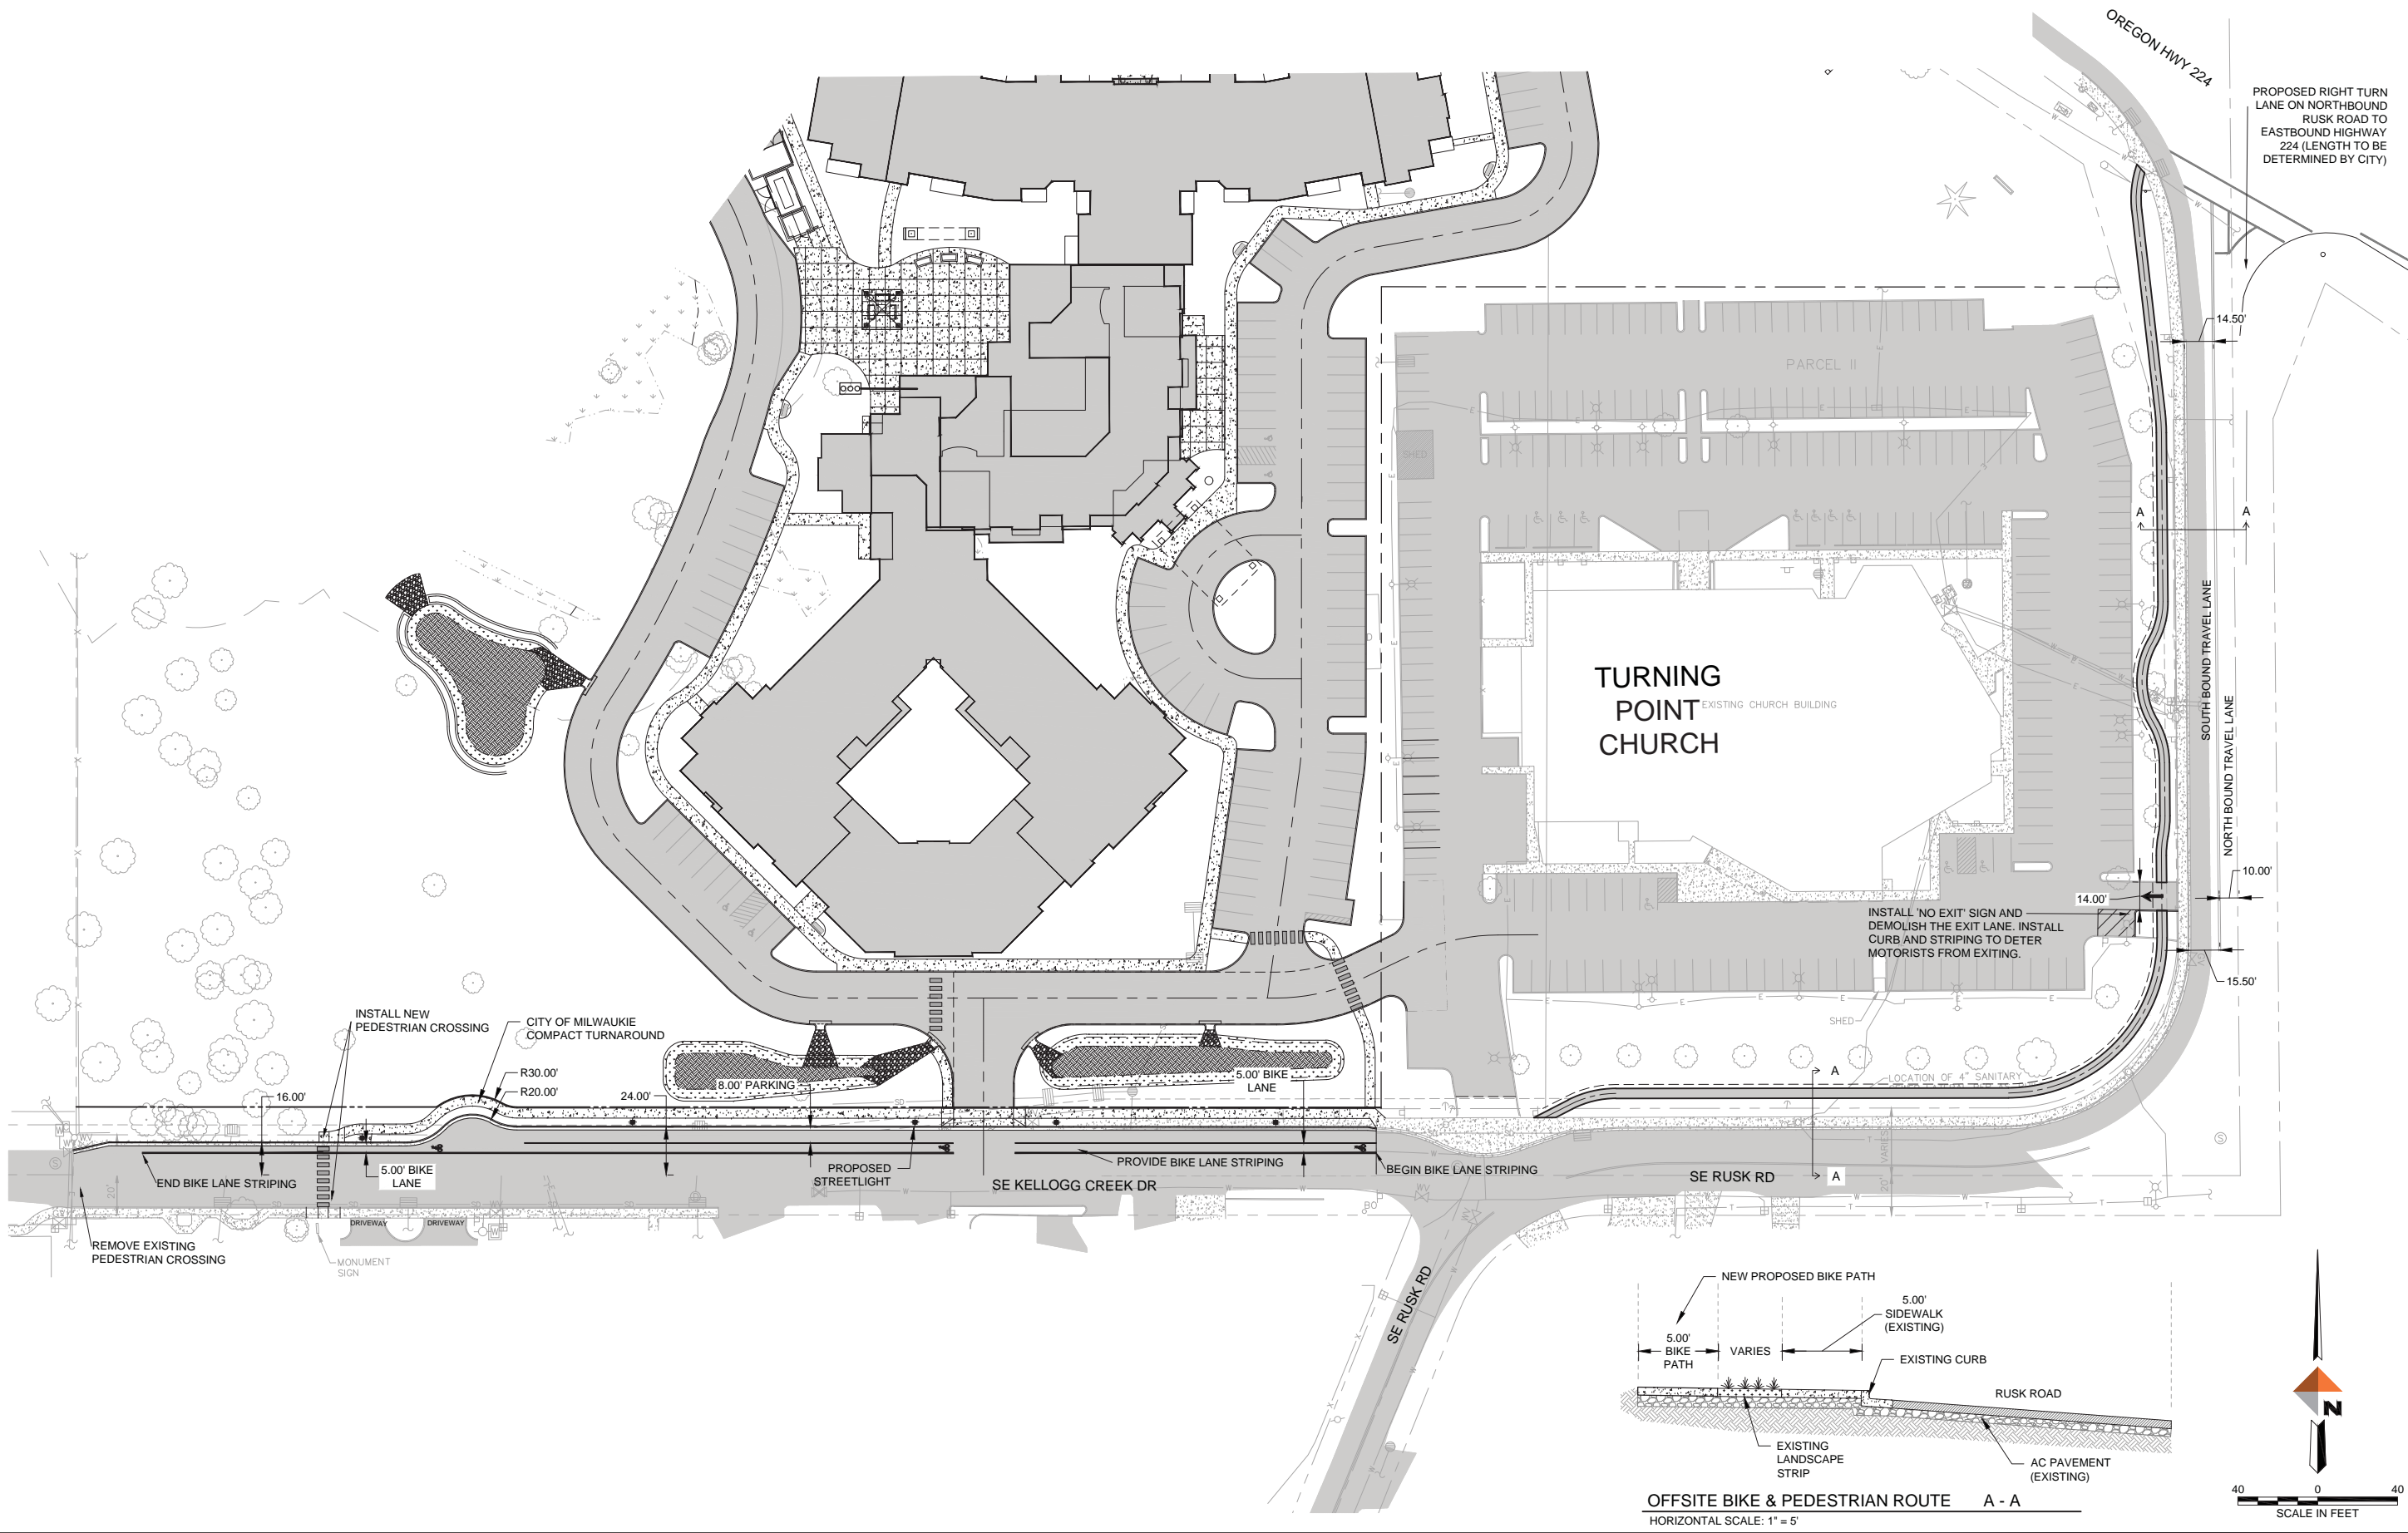 OREGON HWY 224
PROPOSED RIGHT TURN
LANE ON NORTHBOUND
RUSK ROAD TO
EASTBOUND HIGHWAY
224 (LENGTH TO BE
DETERMINED BY CITY)
14.50'
PARCEL II
SHED
A
A
SOUTH BOUND TRAVEL LANE
NORTH BOUND TRAVEL LANE
TURNING
POINT
CHURCH
EXISTING CHURCH BUILDING
10.00'
14.00'
INSTALL 'NO EXIT' SIGN AND
DEMOLISH THE EXIT LANE. INSTALL
CURB AND STRIPING TO DETER
MOTORISTS FROM EXITING.
15.50'
SHED
INSTALL NEW
PEDESTRIAN CROSSING
CITY OF MILWAUKIE
COMPACT TURNAROUND
R30.00'
R20.00'
16.00'
24.00'
8.00' PARKING
5.00' BIKE
LANE
A
LOCATION OF 4" SANITARY
SD
VARIES
20'
END BIKE LANE STRIPING
5.00' BIKE
LANE
PROPOSED
STREETLIGHT
PROVIDE BIKE LANE STRIPING
BEGIN BIKE LANE STRIPING
SE KELLOGG CREEK DR
SE RUSK RD
A
20'
DRIVEWAY
DRIVEWAY
REMOVE EXISTING
PEDESTRIAN CROSSING
MONUMENT
SIGN
SE RUSK RD
NEW PROPOSED BIKE PATH
5.00'
SIDEWALK
(EXISTING)
5.00'
BIKE
PATH
VARIES
EXISTING CURB
RUSK ROAD
EXISTING
LANDSCAPE
STRIP
AC PAVEMENT
(EXISTING)
OFFSITE BIKE & PEDESTRIAN ROUTE A - A
HORIZONTAL SCALE: 1" = 5'
N
40 0 40
SCALE IN FEET